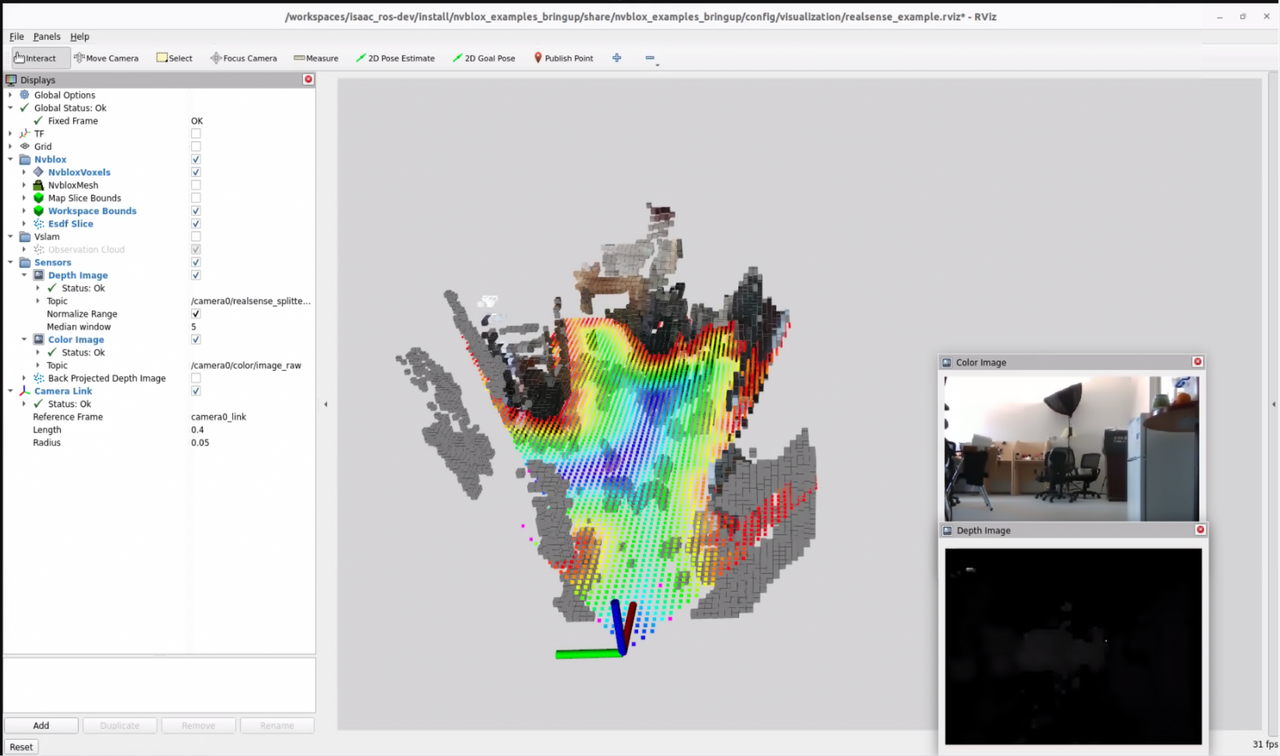 /workspaces/isaac_ros-dev/install/nvblox_examples_bringup/share/nvblox_examples_bringup/config/visualization/realsense_example.rviz* - RViz
File Panels Help
Interact Move Camera Select Focus Camera Measure 2D Pose Estimate 2D Goal Pose Publish Point
Displays
Global Options
Global Status: Ok
Fixed Frame OK
TF
Grid
Nvblox
NvbloxVoxels
NvbloxMesh
Map Slice Bounds
Workspace Bounds
Esdf Slice
Vslam
Observation Cloud
Sensors
Depth Image
Status: Ok
Topic /camera0/realsense_splitte...
Normalize Range
Median window 5
Color Image
Status: Ok
Topic /camera0/color/image_raw
Back Projected Depth Image
Camera Link
Status: Ok
Reference Frame camera0_link
Length 0.4
Radius 0.05
Color Image
Depth Image
Add Duplicate Remove Rename
Reset
31 fps